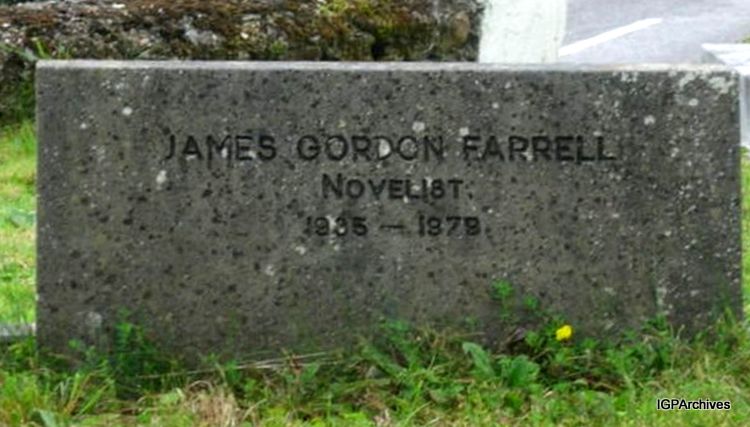 JAMES GORDON FARRELL
NOVELIST.
1935 — 1979.
IGPArchives